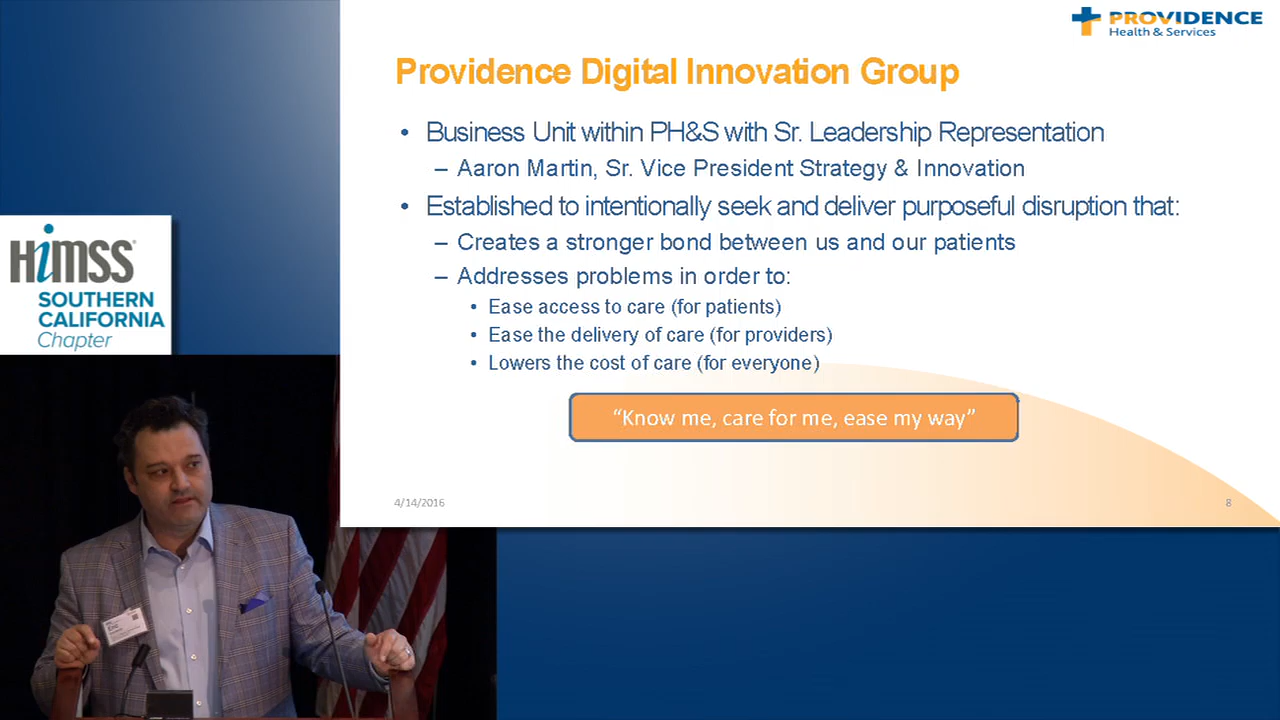 PROVIDENCE
Health & Services
Providence Digital Innovation Group
• Business Unit within PH&S with Sr. Leadership Representation
– Aaron Martin, Sr. Vice President Strategy & Innovation
• Established to intentionally seek and deliver purposeful disruption that:
– Creates a stronger bond between us and our patients
– Addresses problems in order to:
• Ease access to care (for patients)
• Ease the delivery of care (for providers)
• Lowers the cost of care (for everyone)
“Know me, care for me, ease my way”
4/14/2016
8
HiMSS
SOUTHERN
CALIFORNIA
Chapter
Eric